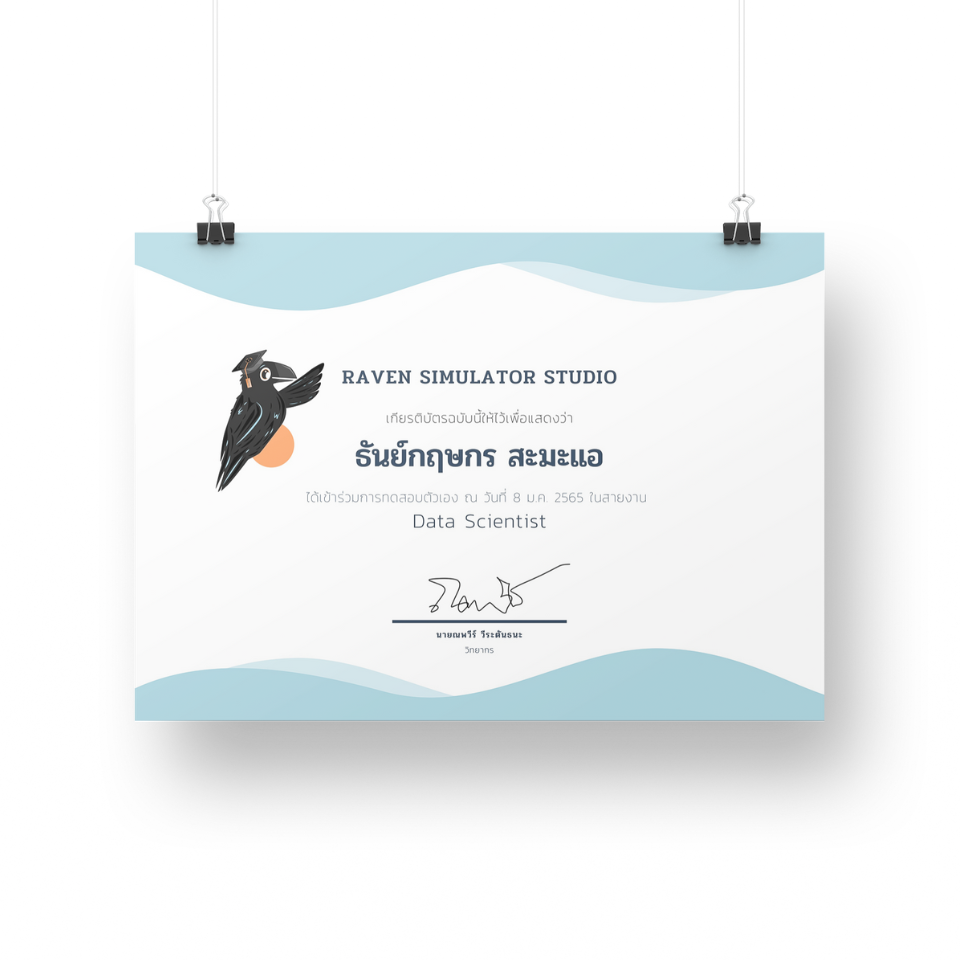 RAVEN SIMULATOR STUDIO
เกียรติบัตรฉบับนี้ให้ไว้เพื่อแสดงว่า
ธันย์กฤษกร สะมะแอ
ได้เข้าร่วมการทดสอบตัวเอง ณ วันที่ 8 ม.ค. 2565 ในสายงาน
Data Scientist
นายณพวีร์ วีระตันธนะ
วิทยากร